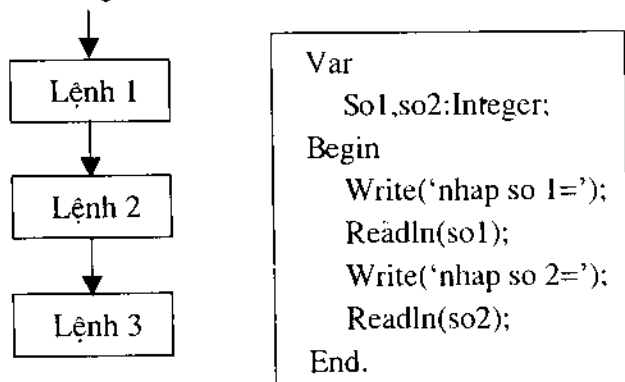 Lệnh 1
Lệnh 2
Lệnh 3
Var
So1,so2:Integer;
Begin
Write(‘nhap so 1=’);
Readln(so1);
Write(‘nhap so 2=’);
Readln(so2);
End.